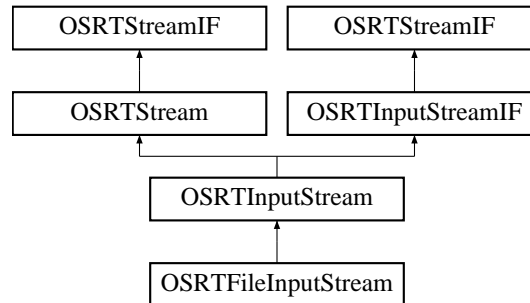 OSRTStreamIF
OSRTStreamIF
OSRTStream
OSRTInputStreamIF
OSRTInputStream
OSRTFileInputStream